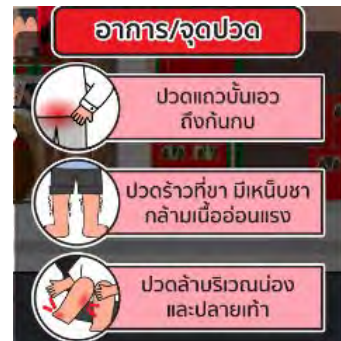 อาการ/จุดปวด
ปวดแถวบั้นเอว
ถึงก้นกบ
ปวดร้าวที่ขา มีเหน็บชา
กล้ามเนื้ออ่อนแรง
ปวดล้าบริเวณน่อง
และปลายเท้า